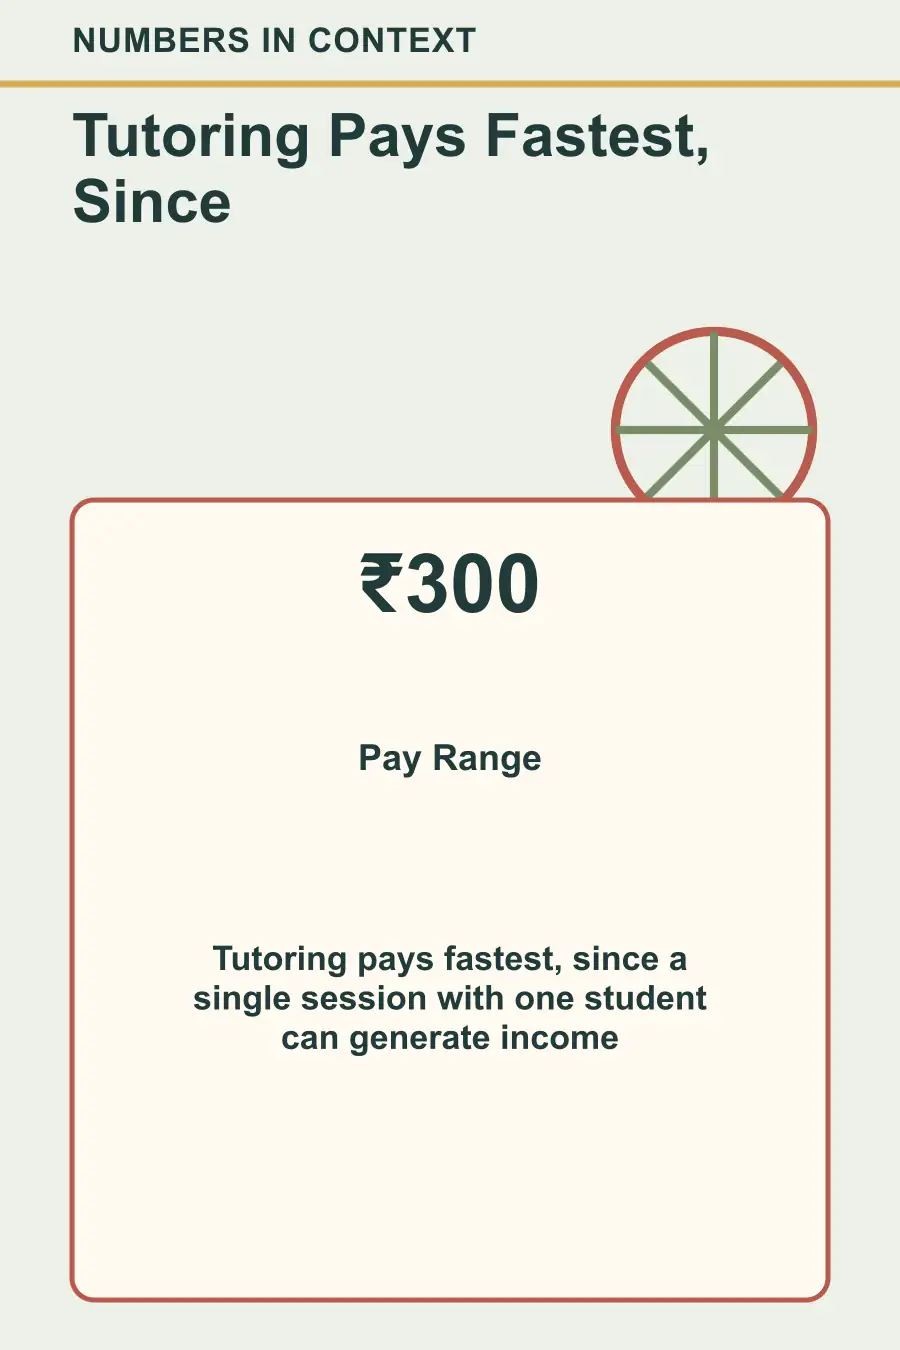 NUMBERS IN CONTEXT
Tutoring Pays Fastest,
Since
₹300
Pay Range
Tutoring pays fastest, since a
single session with one student
can generate income